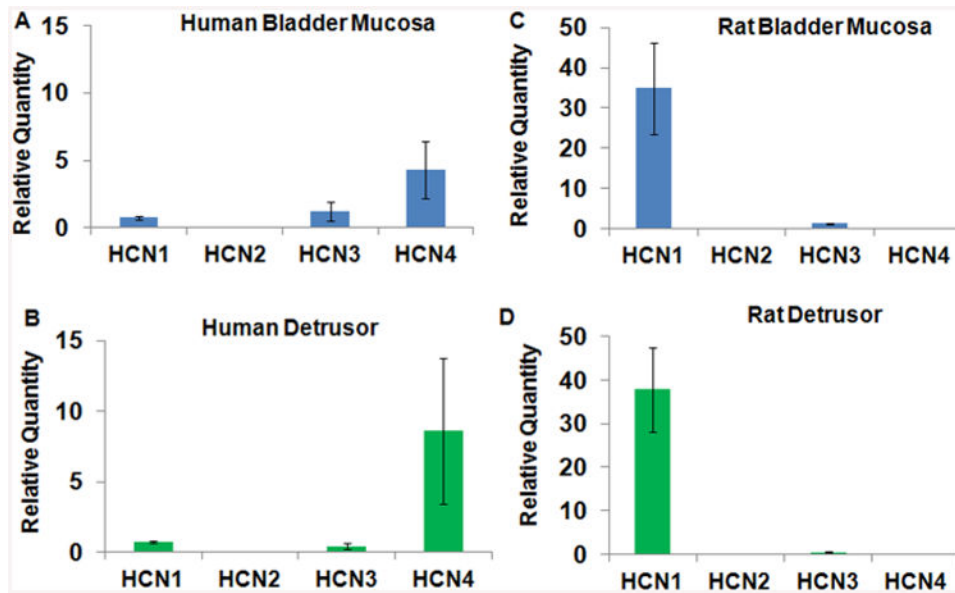 A
Human Bladder Mucosa
Relative Quantity
15
10
5
0
HCN1 HCN2 HCN3 HCN4
B
Human Detrusor
Relative Quantity
15
10
5
0
HCN1 HCN2 HCN3 HCN4
C
Rat Bladder Mucosa
Relative Quantity
50
40
30
20
10
0
HCN1 HCN2 HCN3 HCN4
D
Rat Detrusor
Relative Quantity
50
40
30
20
10
0
HCN1 HCN2 HCN3 HCN4